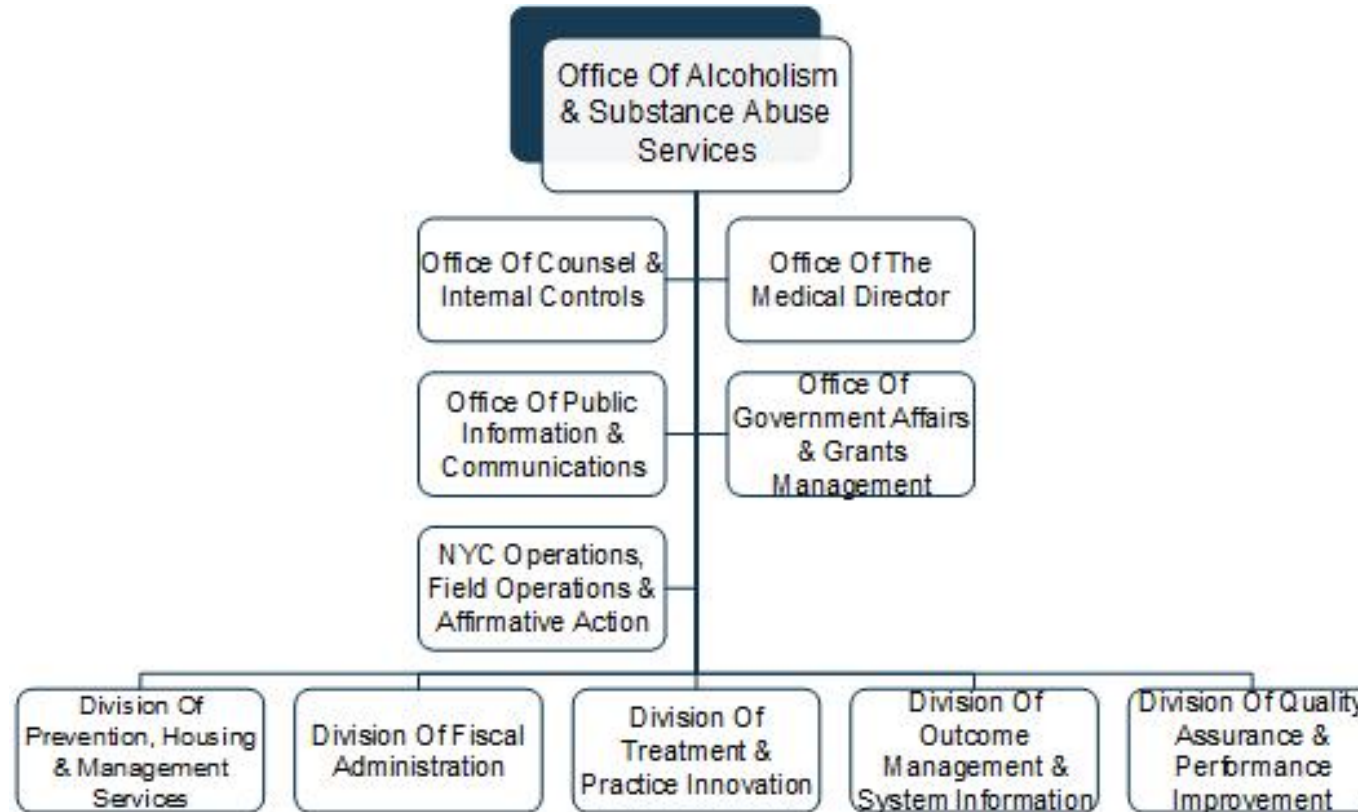 Office Of Alcoholism
& Substance Abuse
Services
Office Of Counsel &
Internal Controls
Office Of The
Medical Director
Office Of Public
Information &
Communications
Office Of
Government Affairs
& Grants
Management
NYC Operations,
Field Operations &
Affirmative Action
Division Of
Prevention, Housing
& Management
Services
Division Of Fiscal
Administration
Division Of
Treatment &
Practice Innovation
Division Of
Outcome
Management &
System Information
Division Of Quality
Assurance &
Performance
Improvement